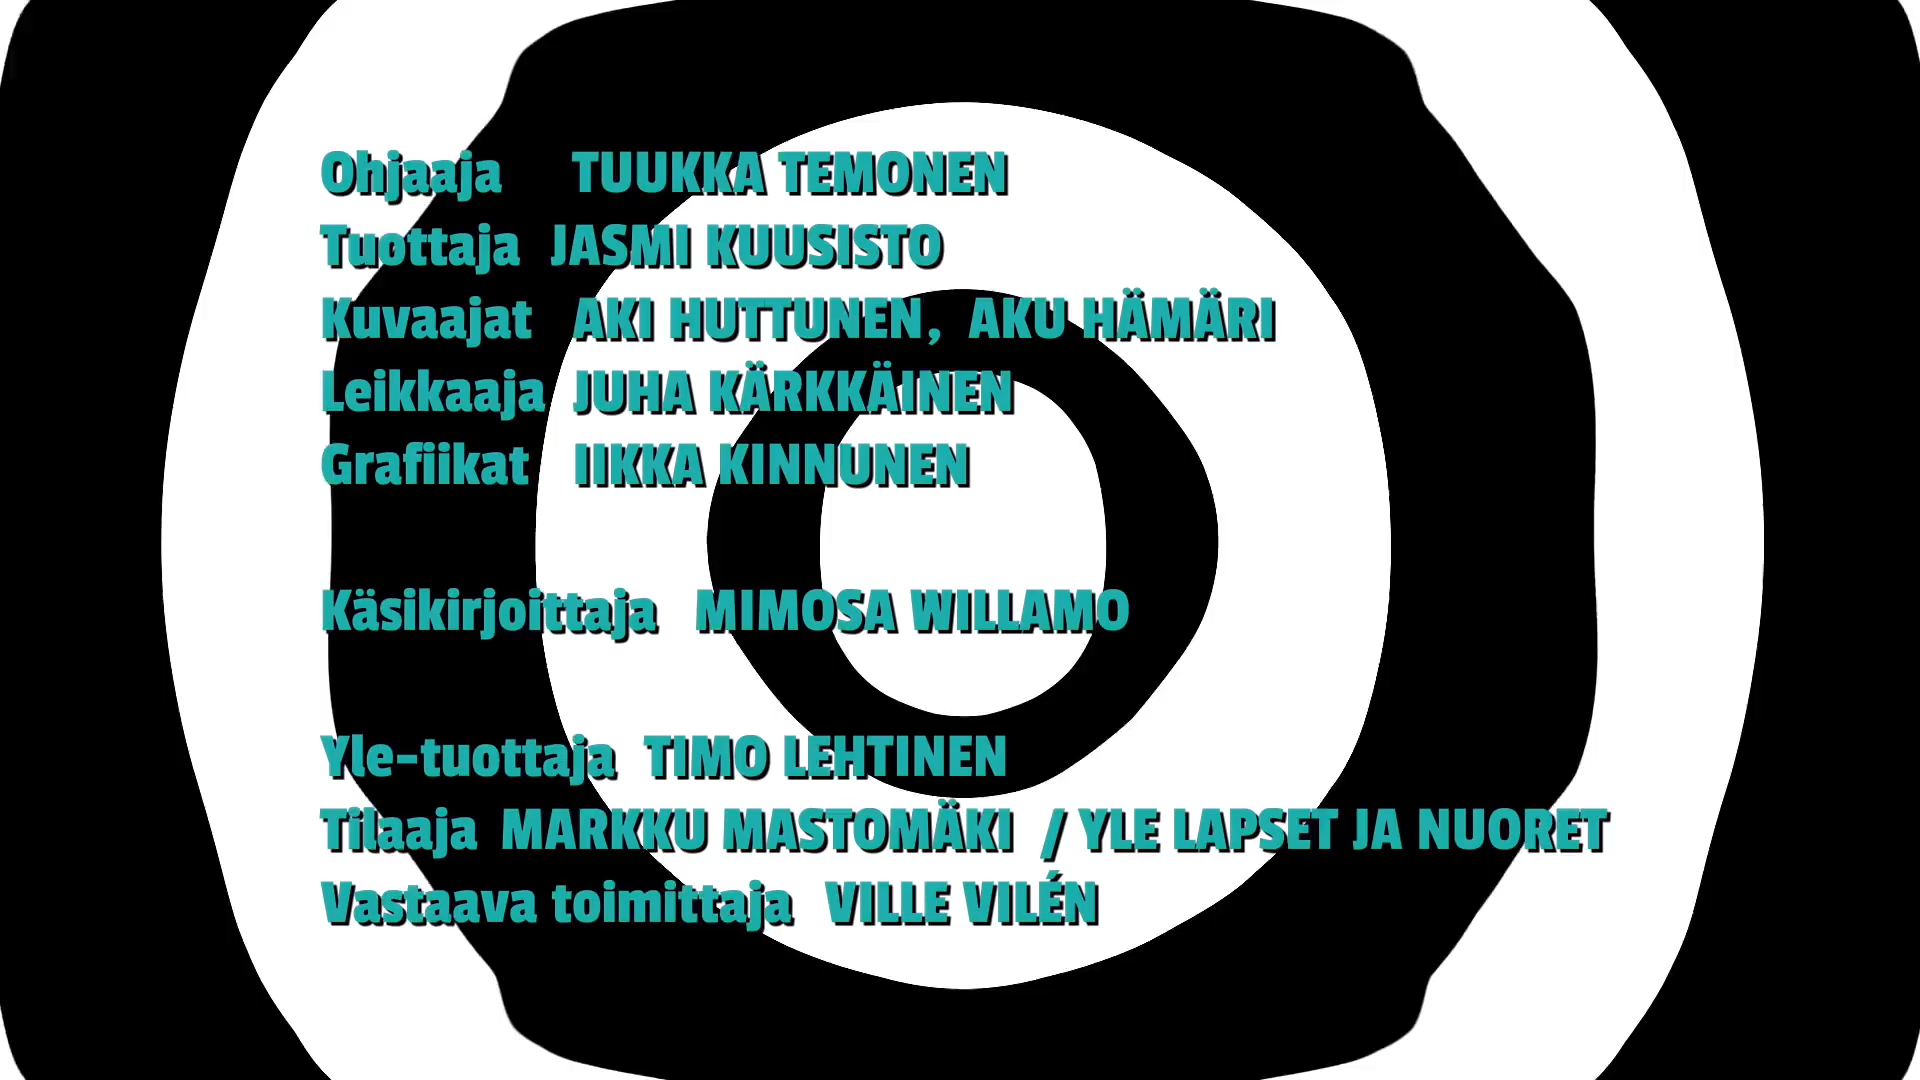 Ohjaaja TUUKKA TEMONEN
Tuottaja JASMI KUUSISTO
Kuvaajat AKI HUTTUNEN, AKU HÄMÄRI
Leikkaaja JUHA KÄRKKÄINEN
Grafiikat IIKKA KINNUNEN
Käsikirjoittaja MIMOSA WILLAMO
Yle-tuottaja TIMO LEHTINEN
Tilaaja MARKKU MASTOMÄKI / YLE LAPSET JA NUORET
Vastaava toimittaja VILLE VILÉN